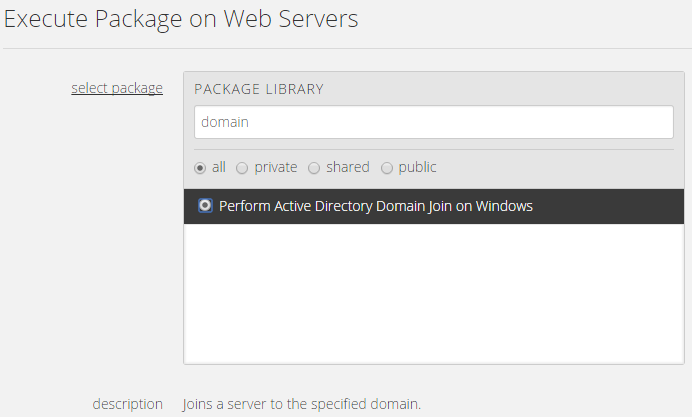 Execute Package on Web Servers
select package
PACKAGE LIBRARY
domain
all private shared public
Perform Active Directory Domain Join on Windows
description Joins a server to the specified domain.